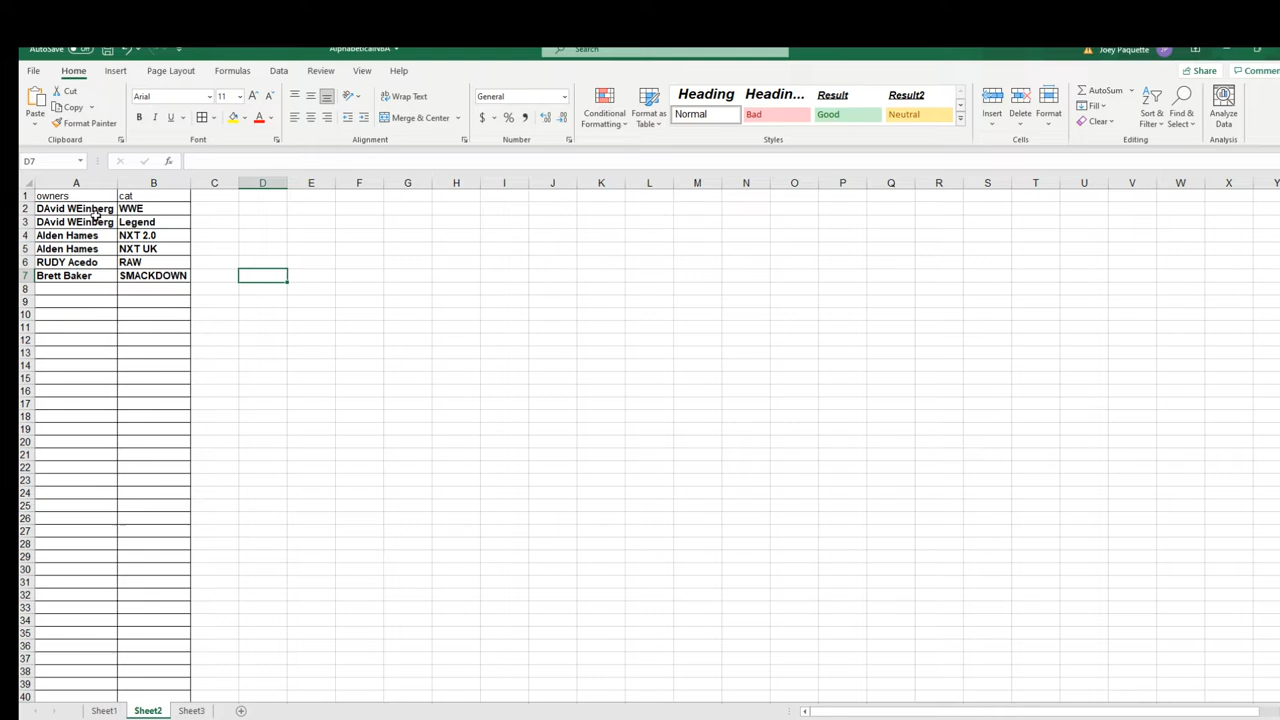 AutoSave Off AlphabeticalNBA Search Joey Paquette JP
File Home Insert Page Layout Formulas Data Review View Help Share Commen
Paste Cut Copy Format Painter Clipboard
Arial 11 A A B I U A Font
ab Wrap Text Merge & Center Alignment
General $ % Number
Conditional Formatting Format as Table
Heading Headin... Result Result2
Normal Bad Good Neutral
Styles
Insert Delete Format Cells
AutoSum Fill Clear Sort & Filter Find & Select Editing
Analyze Data
D7 fx
A B C D E F G H I J K L M N O P Q R S T U V W X Y
1 owners cat
2 DAvid WEinberg WWE
3 DAvid WEinberg Legend
4 Alden Hames NXT 2.0
5 Alden Hames NXT UK
6 RUDY Acedo RAW
7 Brett Baker SMACKDOWN
8
9
10
11
12
13
14
15
16
17
18
19
20
21
22
23
24
25
26
27
28
29
30
31
32
33
34
35
36
37
38
39
40
Sheet1 Sheet2 Sheet3